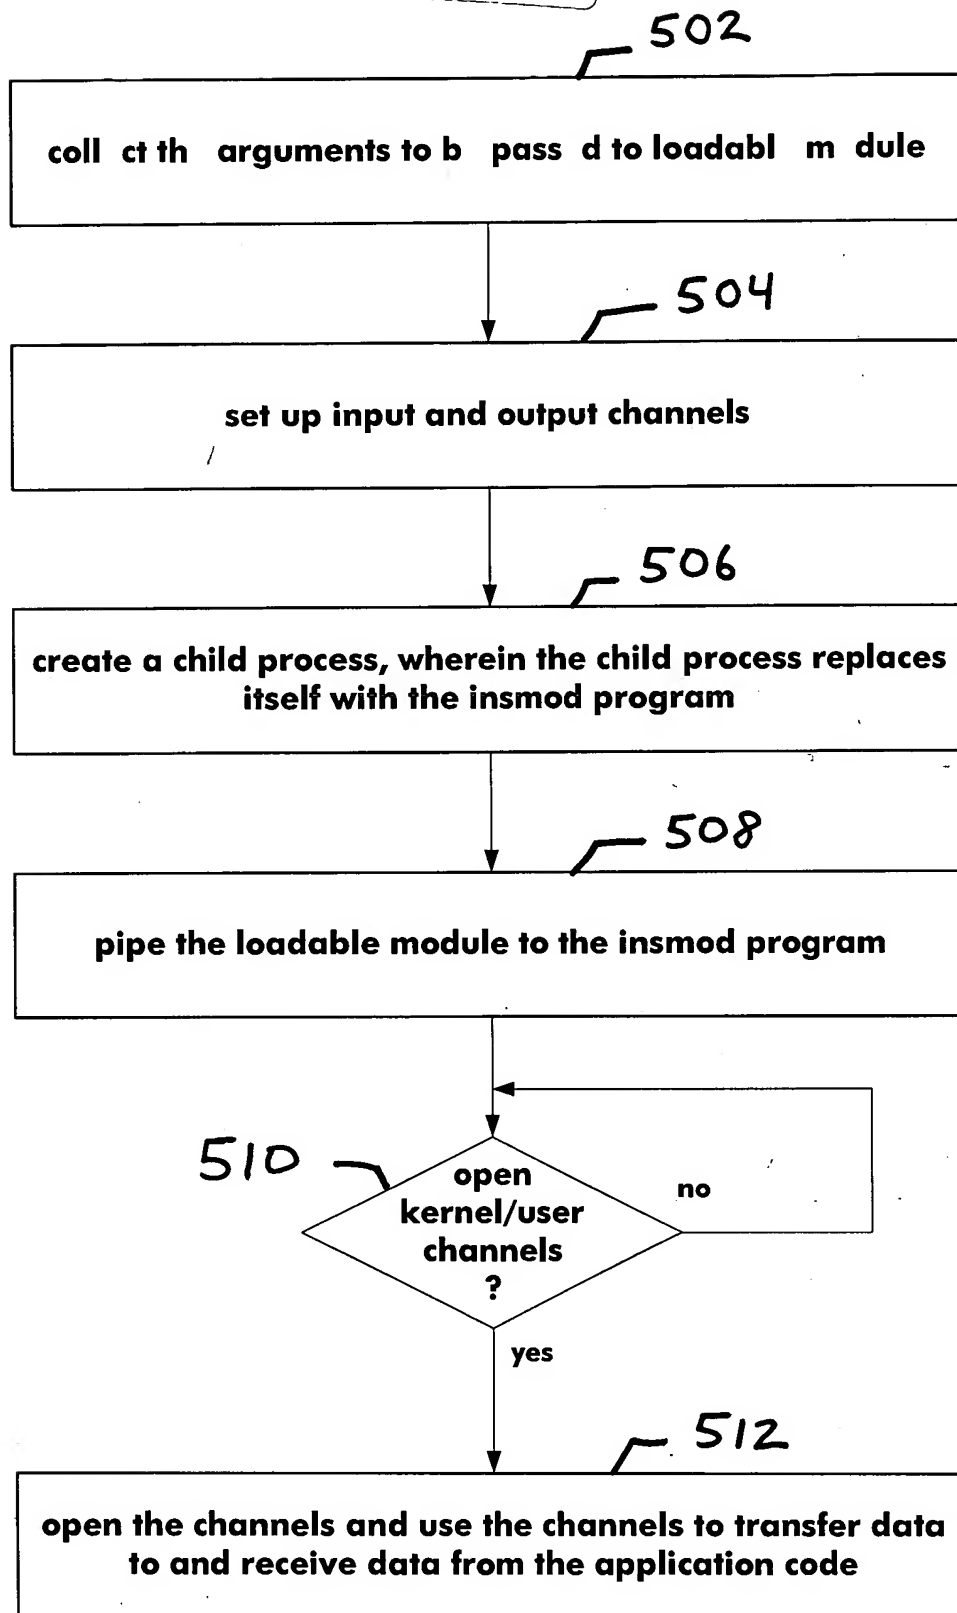 502
coll ct th arguments to b pass d to loadabl m dule
504
set up input and output channels
506
create a child process, wherein the child process replaces
itself with the insmod program
508
pipe the loadable module to the insmod program
510
open
kernel/user
channels
?
no
yes
512
open the channels and use the channels to transfer data
to and receive data from the application code